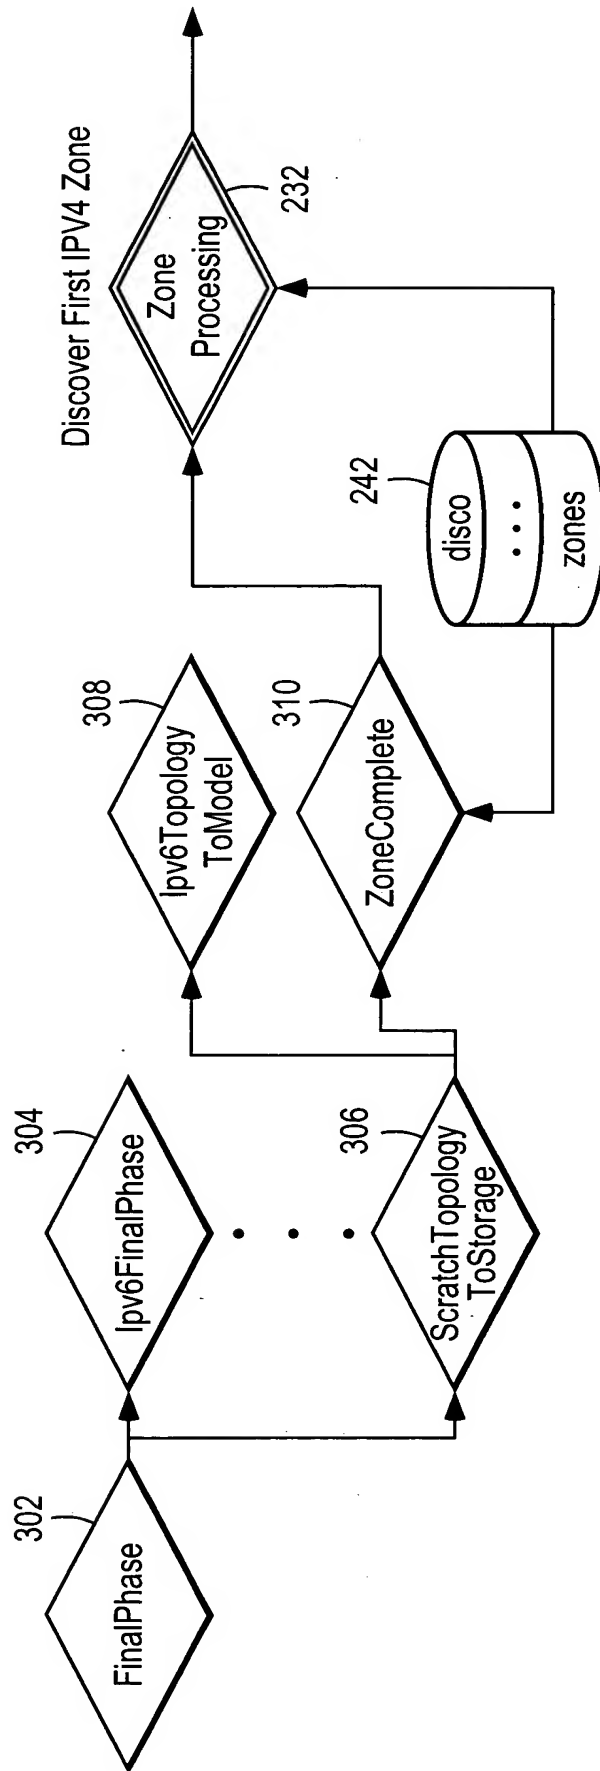 302
FinalPhase
304
Ipv6FinalPhase
306
ScratchTopology
ToStorage
308
Ipv6Topology
ToModel
310
ZoneComplete
Discover First IPV4 Zone
Zone
Processing
232
242
disco
• • •
zones